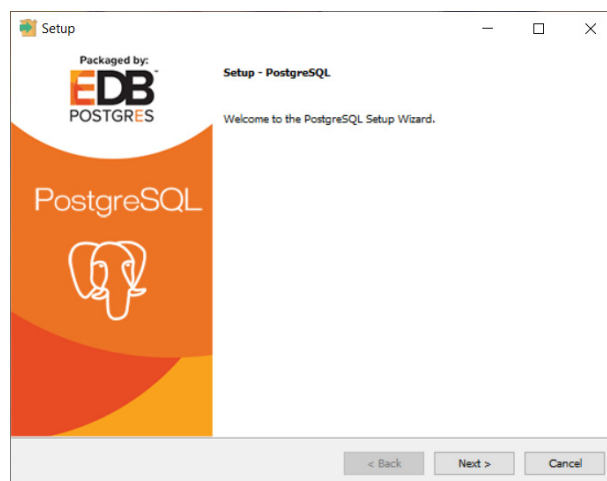 Setup
Packaged by:
EDB
POSTGRES
PostgreSQL
Setup - PostgreSQL
Welcome to the PostgreSQL Setup Wizard.
< Back
Next >
Cancel